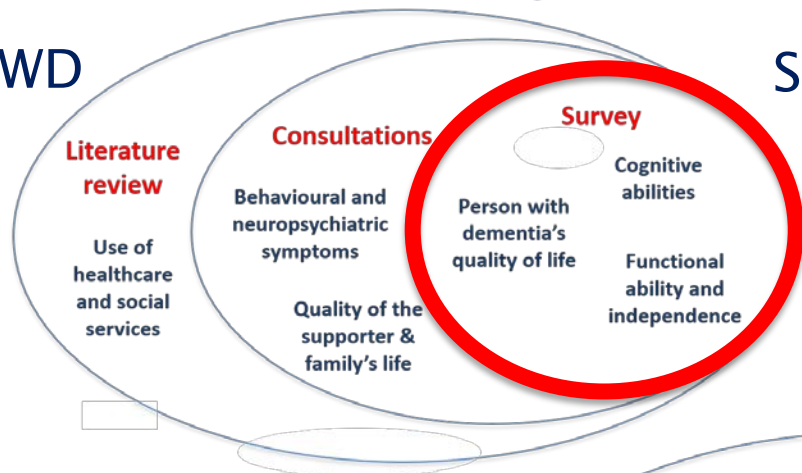 WD
S
Literature
review
Use of
healthcare
and social
services
Consultations
Behavioural and
neuropsychiatric
symptoms
Quality of the
supporter &
family's life
Survey
Person with
dementia's
quality of life
Cognitive
abilities
Functional
ability and
independence